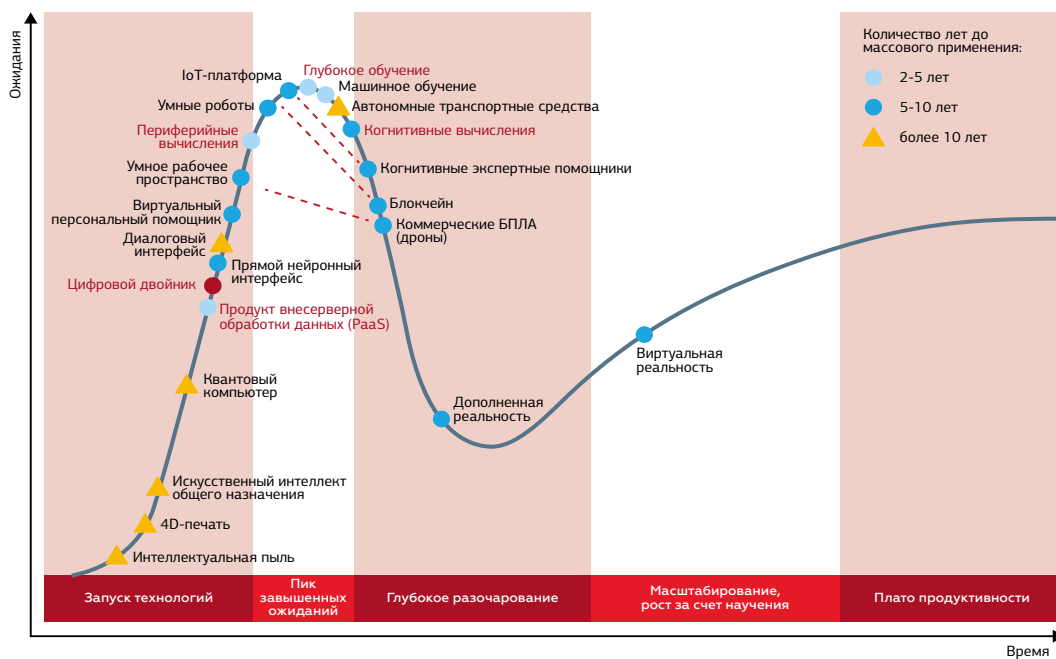 Ожидания
Количество лет до
массового применения:
2-5 лет
5-10 лет
более 10 лет
IoT-платформа
Глубокое обучение
Машинное обучение
Умные роботы
Автономные транспортные средства
Периферийные
вычисления
Когнитивные вычисления
Умное рабочее
пространство
Когнитивные экспертные помощники
Виртуальный
персональный помощник
Блокчейн
Коммерческие БПЛА
(дроны)
Диалоговый
интерфейс
Прямой нейронный
интерфейс
Цифровой двойник
Продукт внесерверной
обработки данных (PaaS)
Виртуальная
реальность
Квантовый
компьютер
Дополненная
реальность
Искусственный интеллект
общего назначения
4D-печать
Интеллектуальная пыль
Запуск технологий
Пик
завышенных
ожиданий
Глубокое разочарование
Масштабирование,
рост за счет научения
Плато продуктивности
Время